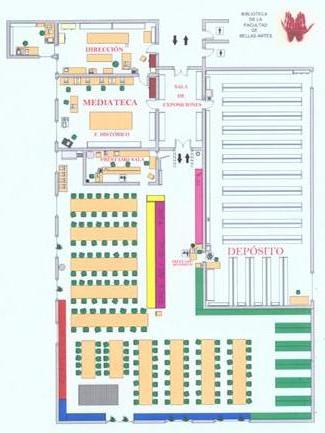 BIBLIOTECA
DE LA
FACULTAD
DE
BELLAS ARTES
DIRECCIÓN
MEDIATECA
E HISTÓRICO
SALA
DE
EXPOSICIONES
PRÉSTAMO SALA
DEPÓSITO